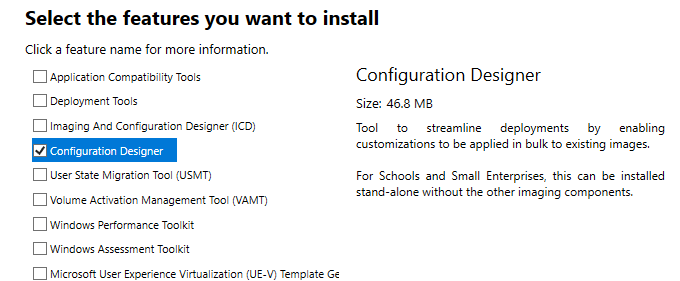 Select the features you want to install
Click a feature name for more information.
Application Compatibility Tools
Deployment Tools
Imaging And Configuration Designer (ICD)
Configuration Designer
User State Migration Tool (USMT)
Volume Activation Management Tool (VAMT)
Windows Performance Toolkit
Windows Assessment Toolkit
Microsoft User Experience Virtualization (UE-V) Template Ge
Configuration Designer
Size: 46.8 MB
Tool to streamline deployments by enabling
customizations to be applied in bulk to existing images.
For Schools and Small Enterprises, this can be installed
stand-alone without the other imaging components.